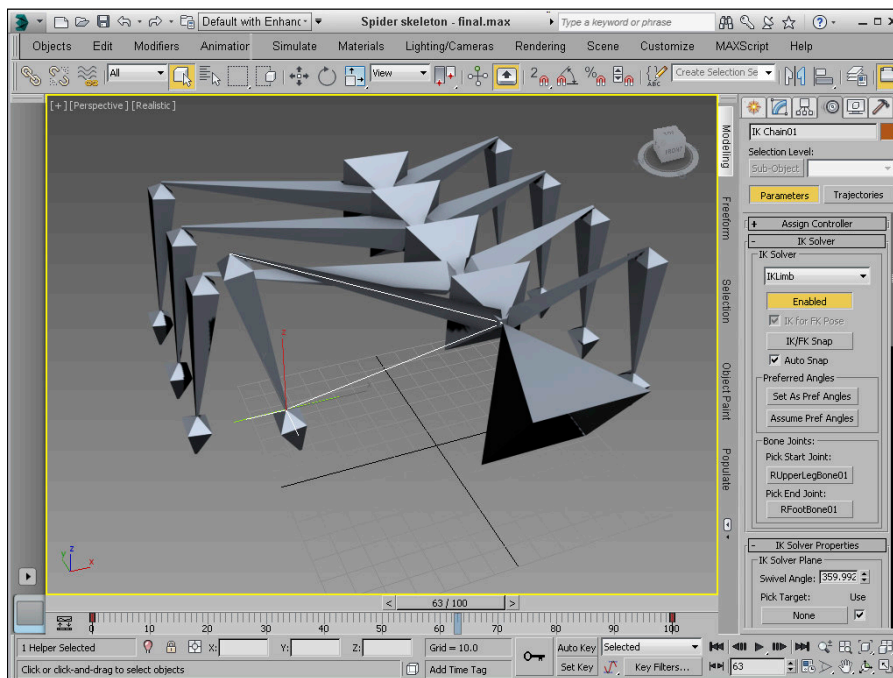 Default with Enhanc Spider skeleton - final.max Type a keyword or phrase
Objects Edit Modifiers Animation Simulate Materials Lighting/Cameras Rendering Scene Customize MAXScript Help
All View Create Selection Se
[+] [Perspective] [Realistic]
FRONT
Modeling
Freeform
Selection
Object Paint
Populate
IK Chain01
Selection Level:
Sub-Object
Parameters Trajectories
+ Assign Controller
- IK Solver
IK Solver
IKLimb
Enabled
IK for FK Pose
IK/FK Snap
Auto Snap
Preferred Angles
Set As Pref Angles
Assume Pref Angles
Bone Joints:
Pick Start Joint:
RUpperLegBone01
Pick End Joint:
RFootBone01
- IK Solver Properties
IK Solver Plane
Swivel Angle: 359.992
Pick Target: Use
None
z
z
y
x
< 63 / 100 >
0 10 20 30 40 50 60 70 80 90 100
1 Helper Selected X: Y: Z: Grid = 10.0 Auto Key Selected
Click or click-and-drag to select objects Add Time Tag Set Key Key Filters... 63